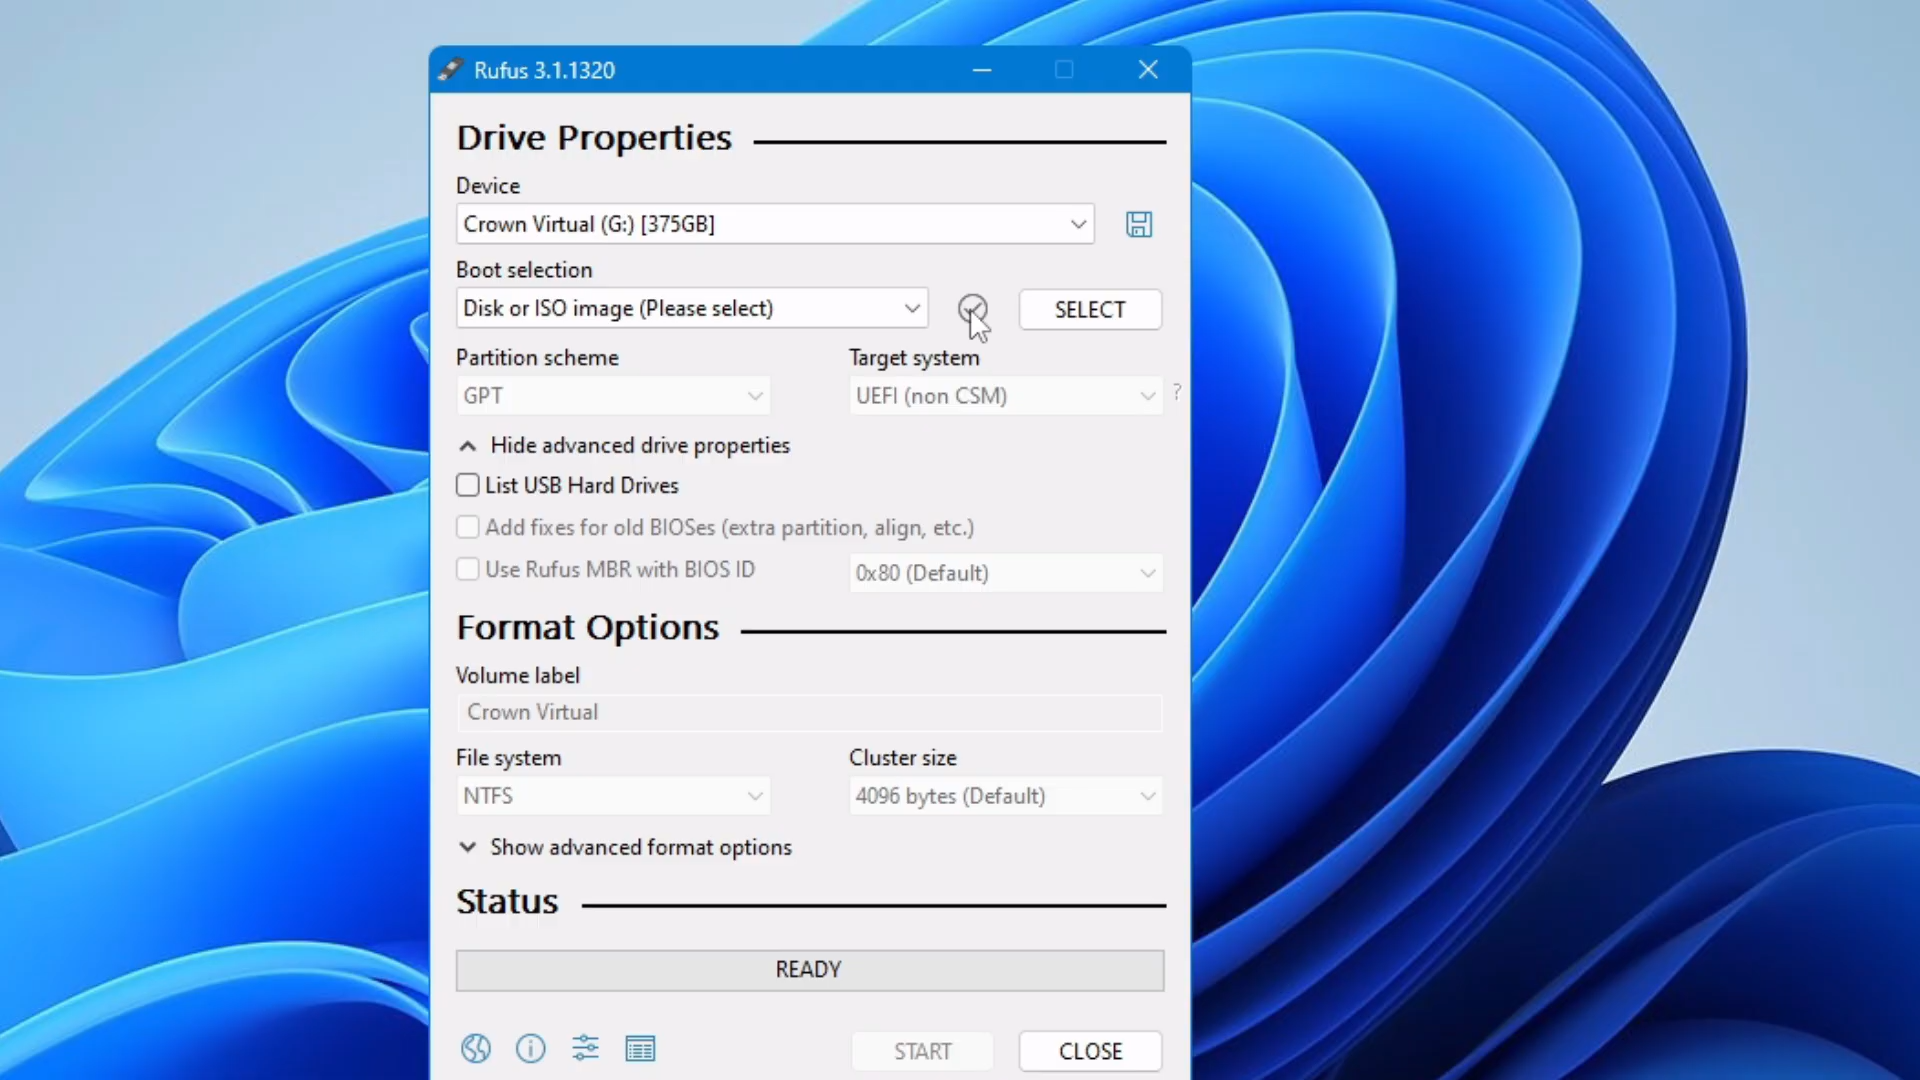 Rufus 3.1.1320
Drive Properties
Device
Crown Virtual (G:) [375GB]
Boot selection
Disk or ISO image (Please select)
SELECT
Partition scheme
Target system
GPT
UEFI (non CSM)
?
Hide advanced drive properties
List USB Hard Drives
Add fixes for old BIOSes (extra partition, align, etc.)
Use Rufus MBR with BIOS ID
0x80 (Default)
Format Options
Volume label
Crown Virtual
File system
Cluster size
NTFS
4096 bytes (Default)
Show advanced format options
Status
READY
START
CLOSE